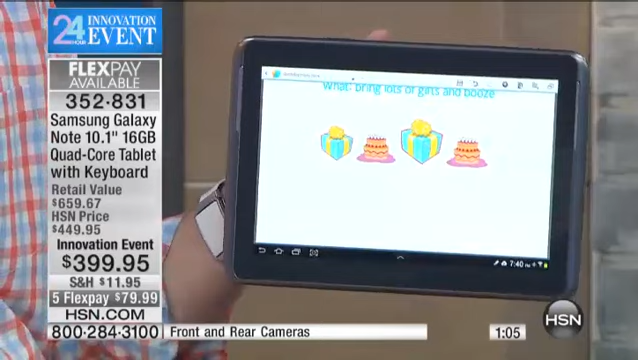 24 HOUR
INNOVATION
EVENT
FLEXPAY
AVAILABLE
352-831
Samsung Galaxy
Note 10.1" 16GB
Quad-Core Tablet
with Keyboard
Retail Value
$659.67
HSN Price
$449.95
Innovation Event
$399.95
S&H $11.95
5 Flexpay $79.99
HSN.COM
800-284-3100
Front and Rear Cameras
1:05
HSN
What: bring lots of gifts and booze
7:40